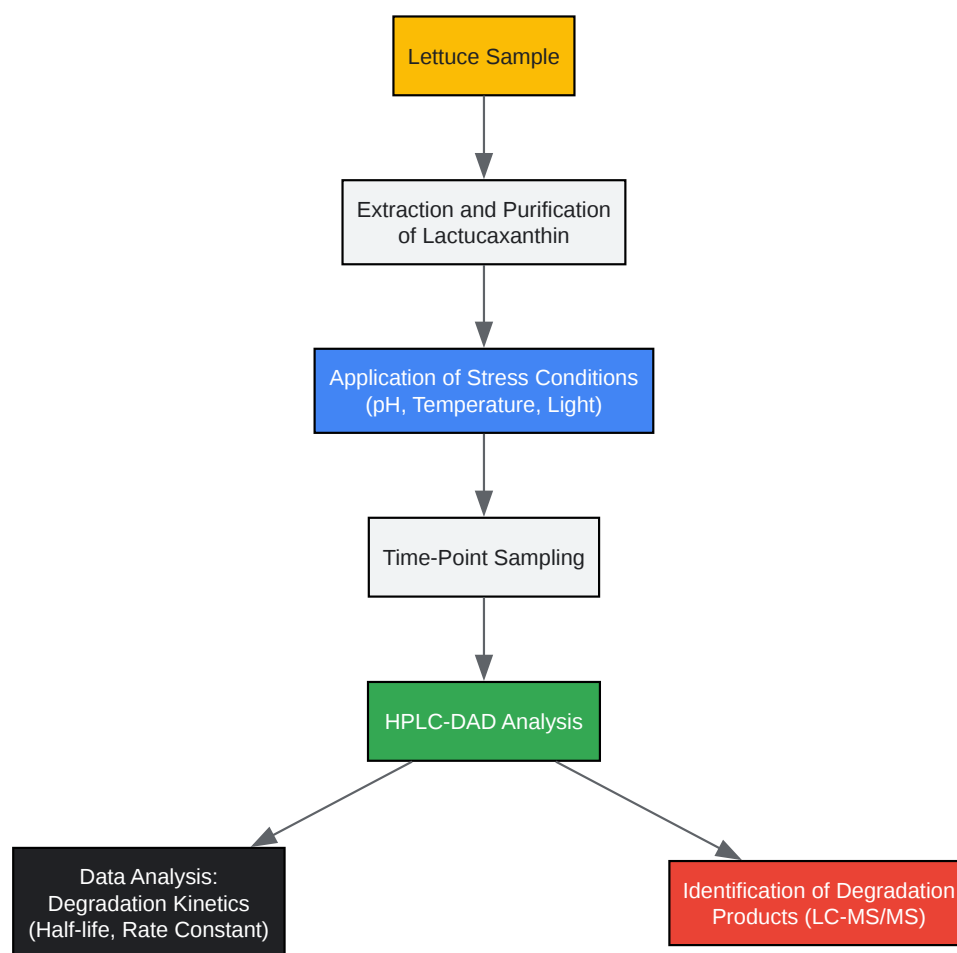 Lettuce Sample
Extraction and Purification
of Lactucaxanthin
Application of Stress Conditions
(pH, Temperature, Light)
Time-Point Sampling
HPLC-DAD Analysis
Data Analysis:
Degradation Kinetics
(Half-life, Rate Constant)
Identification of Degradation
Products (LC-MS/MS)